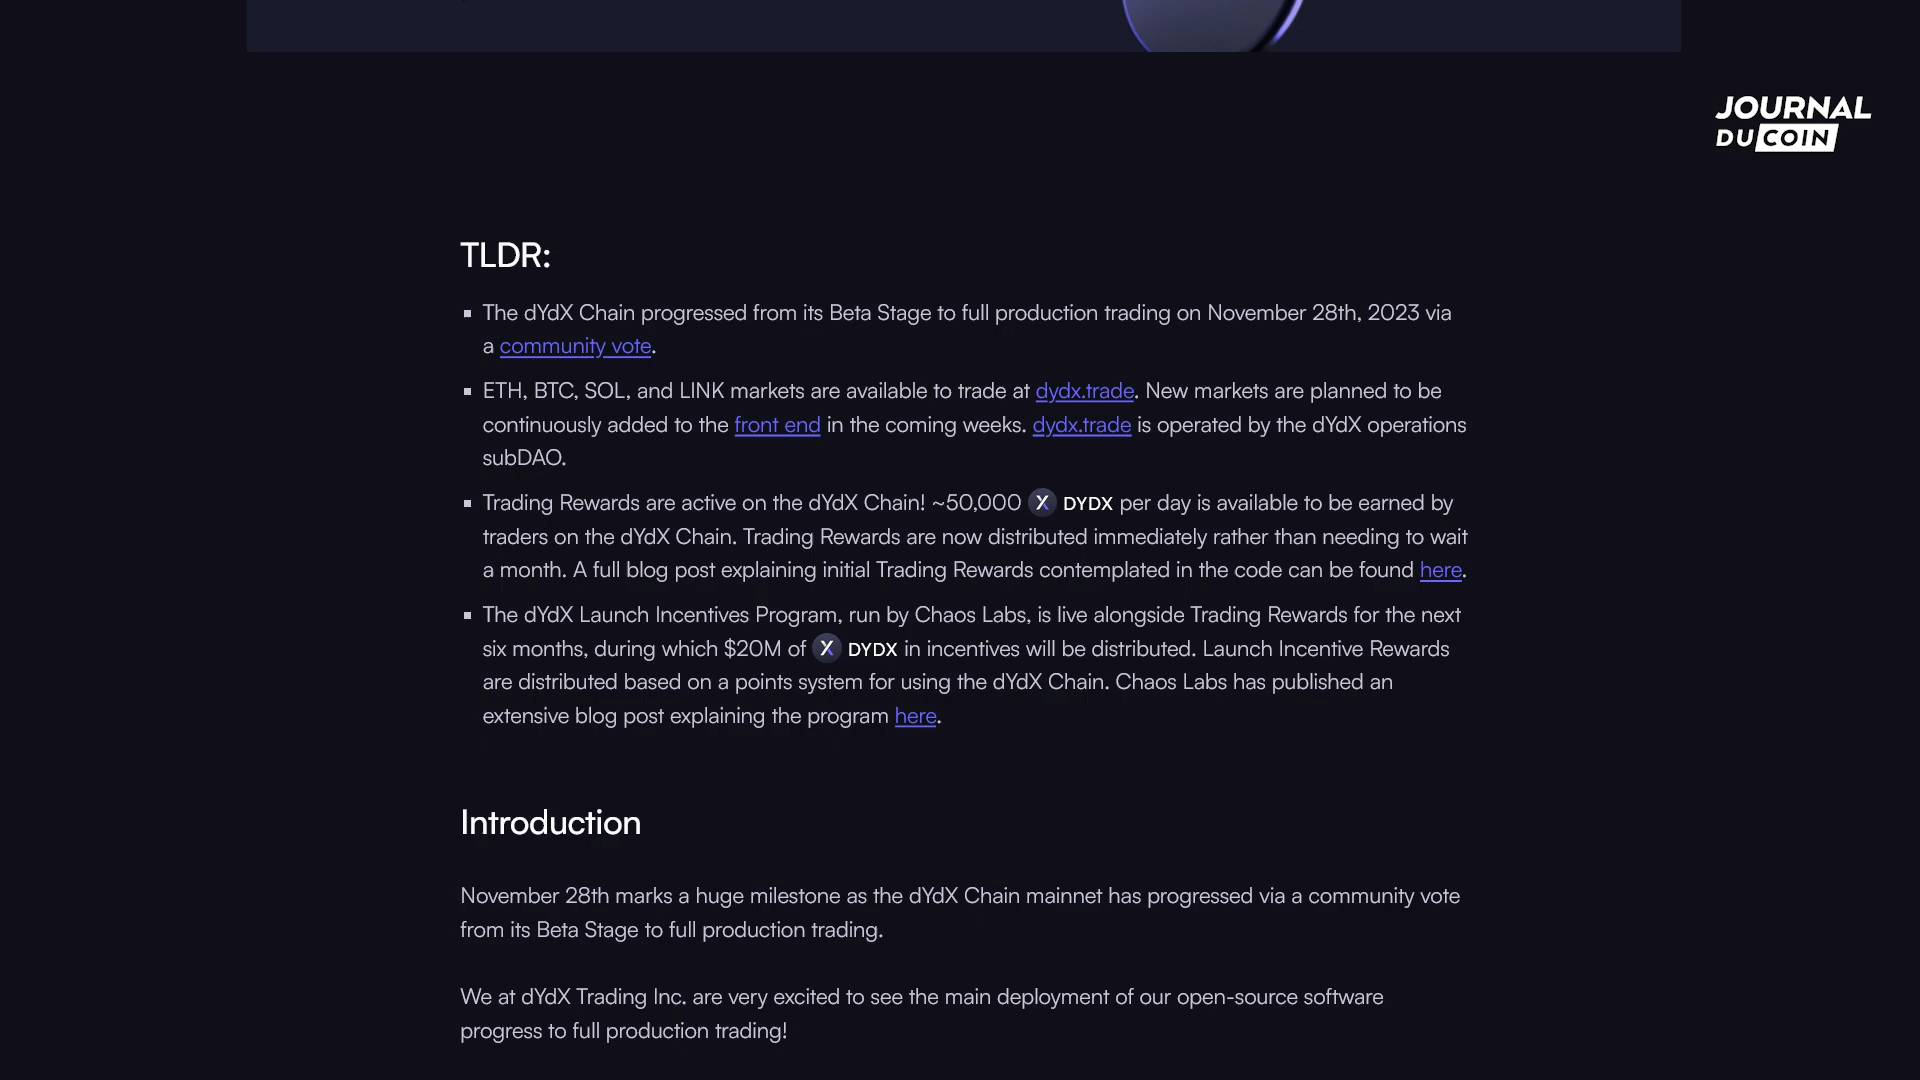 JOURNAL
DU COIN
TLDR:
▪ The dYdX Chain progressed from its Beta Stage to full production trading on November 28th, 2023 via
a community vote.
▪ ETH, BTC, SOL, and LINK markets are available to trade at dydx.trade. New markets are planned to be
continuously added to the front end in the coming weeks. dydx.trade is operated by the dYdX operations
subDAO.
▪ Trading Rewards are active on the dYdX Chain! ~50,000 DYDX per day is available to be earned by
traders on the dYdX Chain. Trading Rewards are now distributed immediately rather than needing to wait
a month. A full blog post explaining initial Trading Rewards contemplated in the code can be found here.
▪ The dYdX Launch Incentives Program, run by Chaos Labs, is live alongside Trading Rewards for the next
six months, during which $20M of DYDX in incentives will be distributed. Launch Incentive Rewards
are distributed based on a points system for using the dYdX Chain. Chaos Labs has published an
extensive blog post explaining the program here.
Introduction
November 28th marks a huge milestone as the dYdX Chain mainnet has progressed via a community vote
from its Beta Stage to full production trading.
We at dYdX Trading Inc. are very excited to see the main deployment of our open-source software
progress to full production trading!